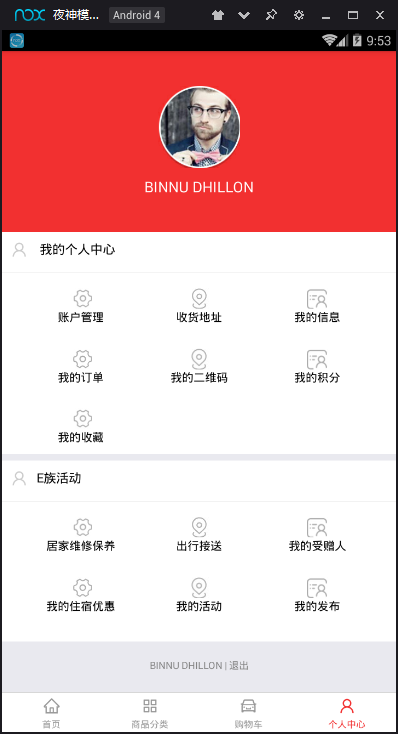 nox 夜神模... Android 4
9:53
BINNU DHILLON
我的个人中心
账户管理 收货地址 我的信息
我的订单 我的二维码 我的积分
我的收藏
E族活动
居家维修保养 出行接送 我的受赠人
我的住宿优惠 我的活动 我的发布
BINNU DHILLON | 退出
首页 商品分类 购物车 个人中心